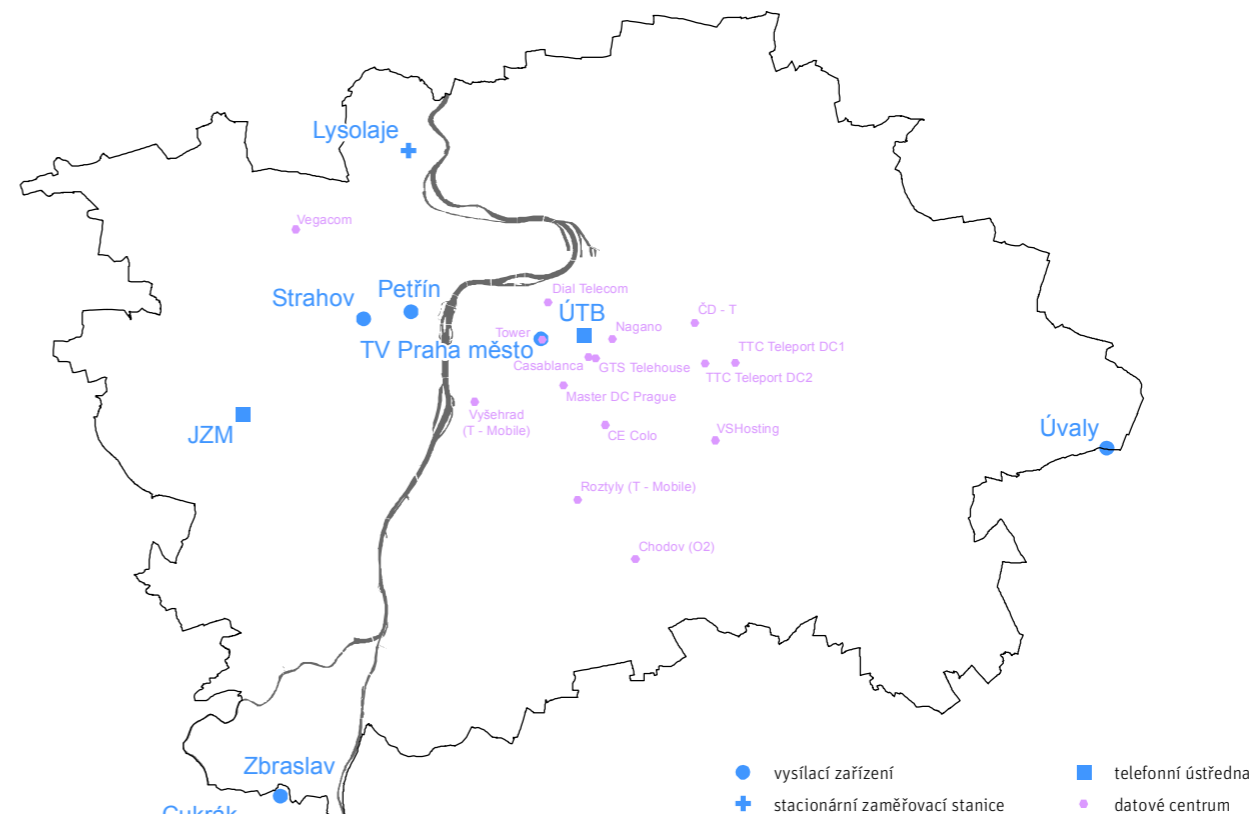 Lysolaje
Vegacom
Petřín
Strahov
Dial Telecom
ÚTB
ČD - T
Nagano
Tower
TV Praha město
TTC Teleport DC1
Casablanca
GTS Telehouse
TTC Teleport DC2
Master DC Prague
Vyšehrad
(T - Mobile)
JZM
CE Colo
VSHosting
Úvaly
Roztyly (T - Mobile)
Chodov (O2)
Zbraslav
Cukrák
vysílací zařízení
telefonní ústředna
stacionární zaměřovací stanice
datové centrum